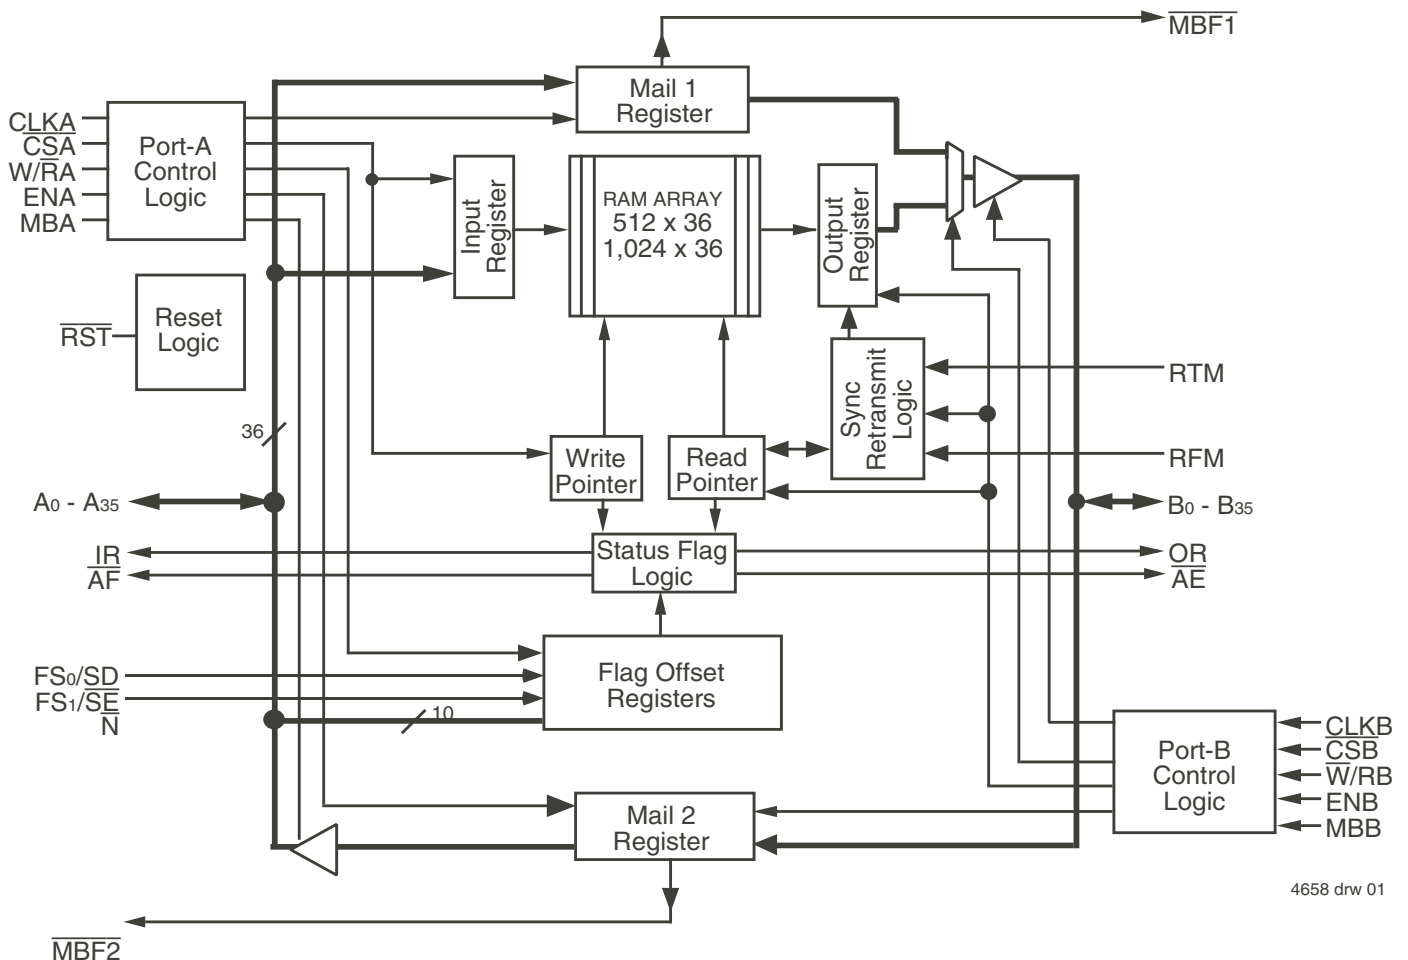 MBF1
Mail 1
Register
CLKA
CSA
W/RA
ENA
MBA
Port-A
Control
Logic
Input
Register
RAM ARRAY
512 x 36
1,024 x 36
Output
Register
RST
Reset
Logic
Sync
Retransmit
Logic
RTM
RFM
36
Write
Pointer
Read
Pointer
A0 - A35
B0 - B35
IR
AF
Status Flag
Logic
OR
AE
FS0/SD
FS1/SE
N
Flag Offset
Registers
10
Port-B
Control
Logic
CLKB
CSB
W/RB
ENB
MBB
Mail 2
Register
4658 drw 01
MBF2